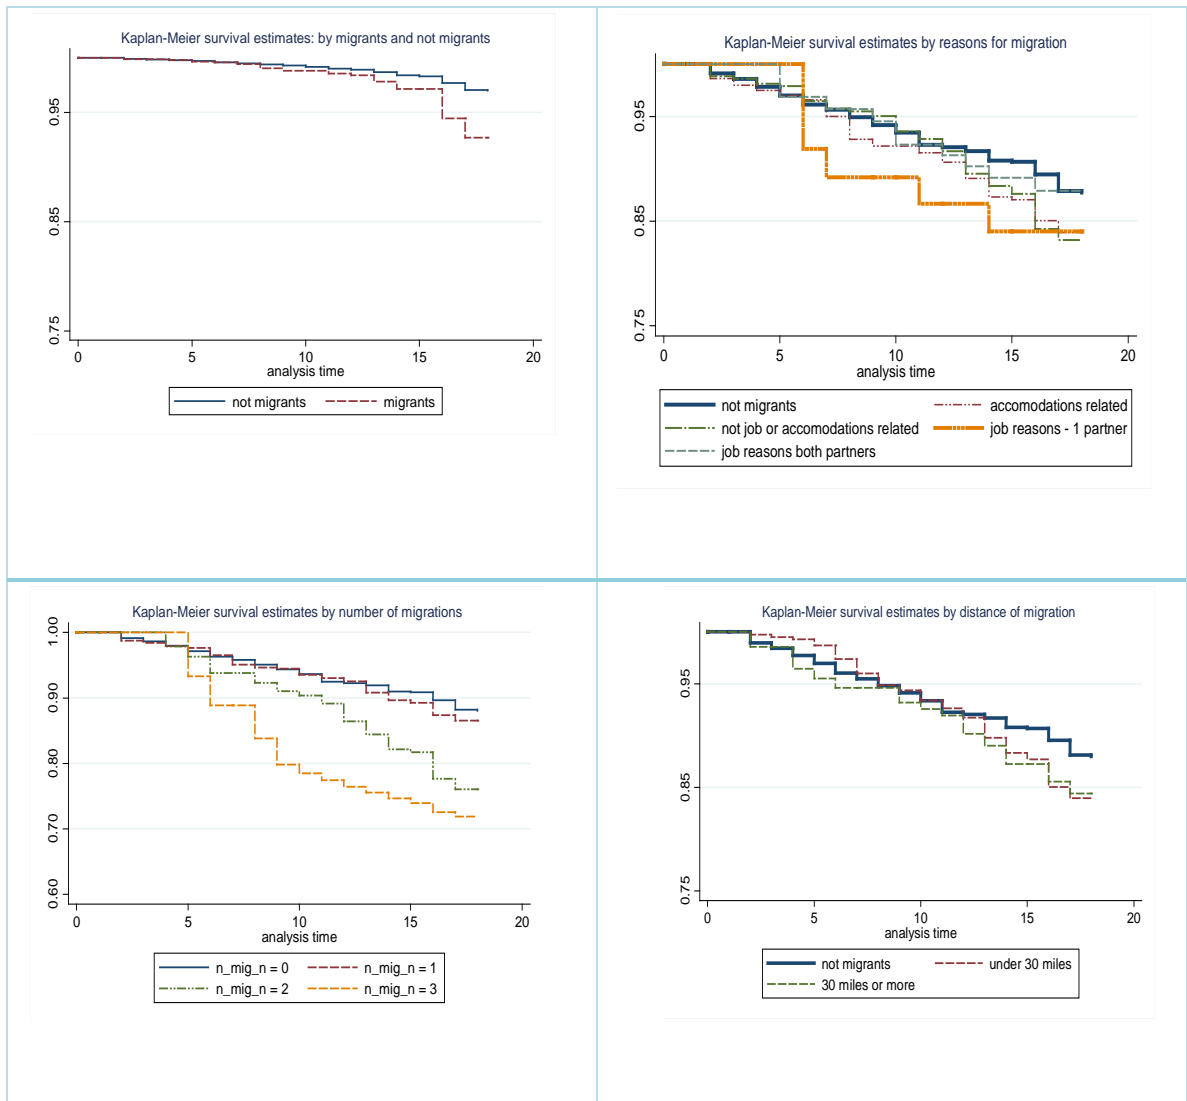 Kaplan-Meier survival estimates: by migrants and not migrants
0.95
0.85
0.75
0 5 10 15 20
analysis time
not migrants migrants
Kaplan-Meier survival estimates by reasons for migration
0.95
0.85
0.75
0 5 10 15 20
analysis time
not migrants accomodations related
not job or accomodations related job reasons - 1 partner
job reasons both partners
Kaplan-Meier survival estimates by number of migrations
1.00
0.90
0.80
0.70
0.60
0 5 10 15 20
analysis time
n_mig_n = 0 n_mig_n = 1
n_mig_n = 2 n_mig_n = 3
Kaplan-Meier survival estimates by distance of migration
0.95
0.85
0.75
0 5 10 15 20
analysis time
not migrants under 30 miles
30 miles or more